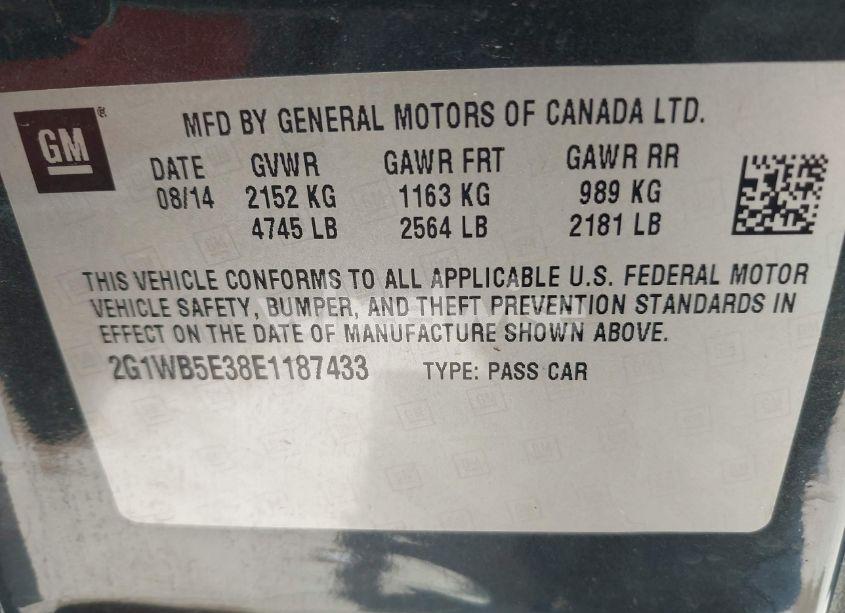 GM®
MFD BY GENERAL MOTORS OF CANADA LTD.
DATE GVWR GAWR FRT GAWR RR
08/14 2152 KG 1163 KG 989 KG
4745 LB 2564 LB 2181 LB
THIS VEHICLE CONFORMS TO ALL APPLICABLE U.S. FEDERAL MOTOR
VEHICLE SAFETY, BUMPER, AND THEFT PREVENTION STANDARDS IN
EFFECT ON THE DATE OF MANUFACTURE SHOWN ABOVE.
2G1WB5E38E1187433 TYPE: PASS CAR